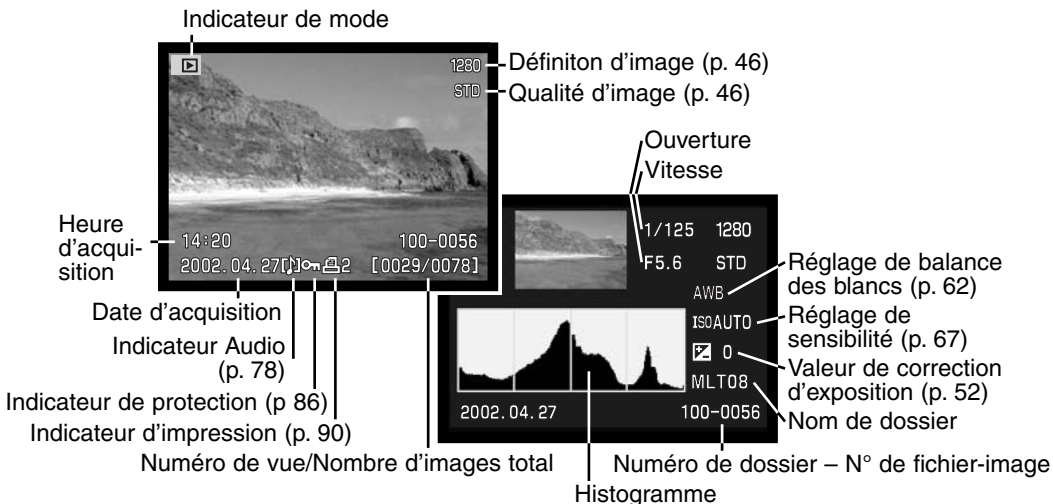 Indicateur de mode
1280
STD
Définiton d'image (p. 46)
Qualité d'image (p. 46)
Ouverture
Vitesse
Heure
d'acqui-
sition
14:20
100-0056
2002.04.27
2
[0029/0078]
Date d'acquisition
Indicateur Audio
(p. 78)
Indicateur de protection (p 86)
Indicateur d'impression (p. 90)
Numéro de vue/Nombre d'images total
1/125
1280
F5.6
STD
AWB
ISO AUTO
0
MLT08
2002.04.27
100-0056
Réglage de balance
des blancs (p. 62)
Réglage de
sensibilité (p. 67)
Valeur de correction
d'exposition (p. 52)
Nom de dossier
Numéro de dossier – N° de fichier-image
Histogramme